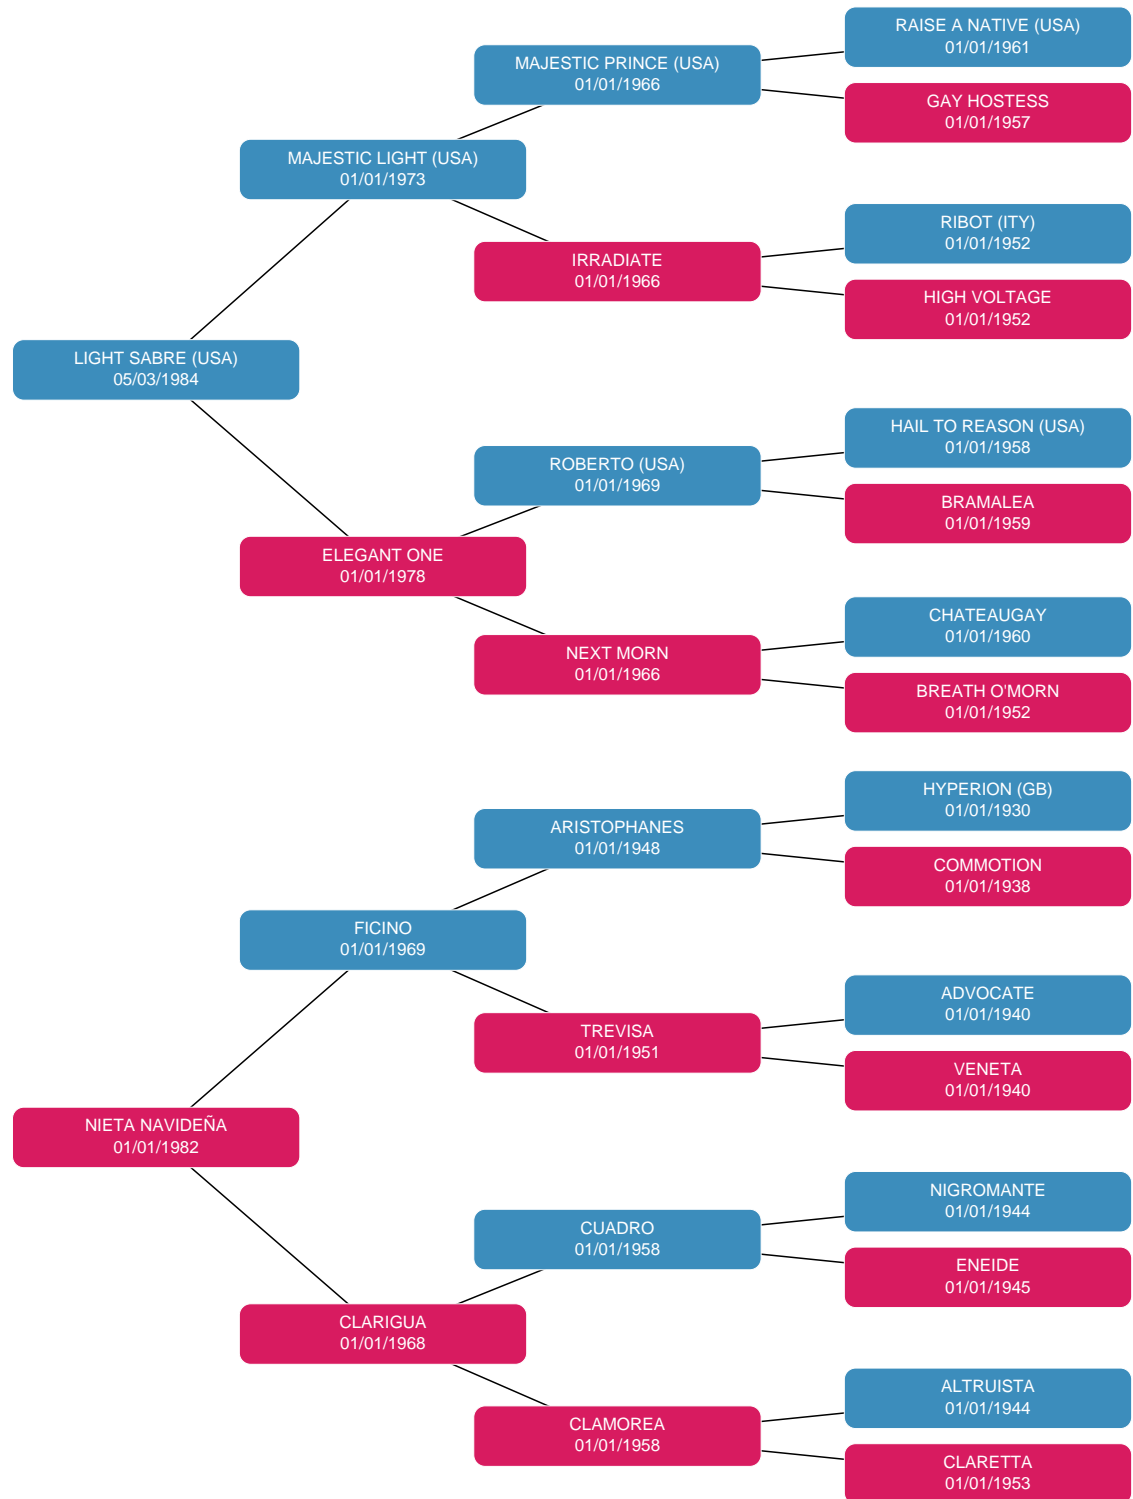 RAISE A NATIVE (USA)
01/01/1961
MAJESTIC PRINCE (USA)
01/01/1966
GAY HOSTESS
01/01/1957
MAJESTIC LIGHT (USA)
01/01/1973
RIBOT (ITY)
01/01/1952
IRRADIATE
01/01/1966
HIGH VOLTAGE
01/01/1952
LIGHT SABRE (USA)
05/03/1984
HAIL TO REASON (USA)
01/01/1958
ROBERTO (USA)
01/01/1969
BRAMALEA
01/01/1959
ELEGANT ONE
01/01/1978
CHATEAUGAY
01/01/1960
NEXT MORN
01/01/1966
BREATH O'MORN
01/01/1952
HYPERION (GB)
01/01/1930
ARISTOPHANES
01/01/1948
COMMOTION
01/01/1938
FICINO
01/01/1969
ADVOCATE
01/01/1940
TREVISA
01/01/1951
VENETA
01/01/1940
NIETA NAVIDEÑA
01/01/1982
NIGROMANTE
01/01/1944
CUADRO
01/01/1958
ENEIDE
01/01/1945
CLARIGUA
01/01/1968
ALTRUISTA
01/01/1944
CLAMOREA
01/01/1958
CLARETTA
01/01/1953